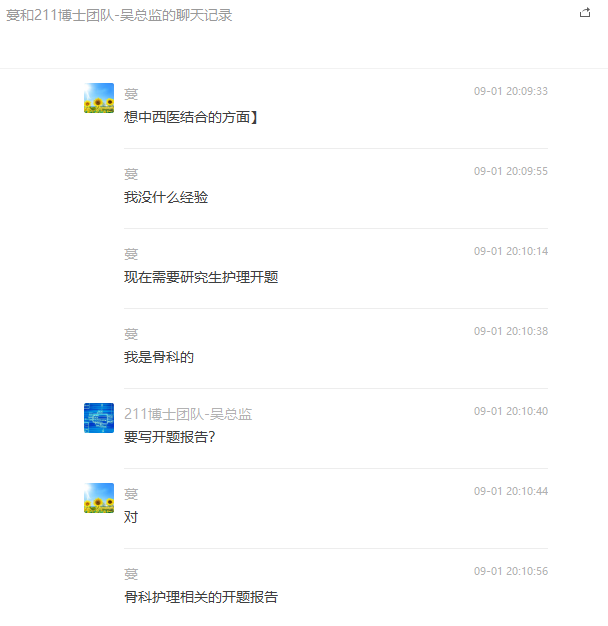 蔓和211博士团队-吴总监的聊天记录
蔓
09-01 20:09:33
想中西医结合的方面】
蔓
09-01 20:09:55
我没什么经验
蔓
09-01 20:10:14
现在需要研究生护理开题
蔓
09-01 20:10:38
我是骨科的
211博士团队-吴总监
09-01 20:10:40
要写开题报告?
蔓
09-01 20:10:44
对
蔓
09-01 20:10:56
骨科护理相关的开题报告